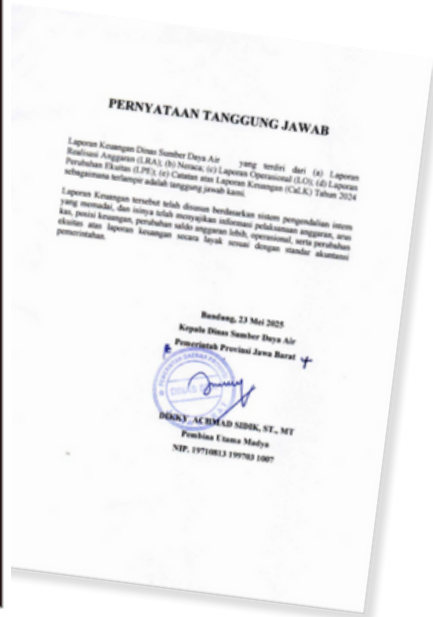 PERNYATAAN TANGGUNG JAWAB
Laporan Keuangan Dinas Sumber Daya Air yang terdiri dari (a) Laporan
Realisasi Anggaran (LRA), (b) Neraca; (c) Laporan Operasional (LO), (d) Laporan
Perubahan Ekuitas (LPE), (e) Catatan atas Laporan Keuangan (CaLK) Tahun 2024
sebagaimana terlampir adalah tanggung jawab kami.
Laporan Keuangan tersebut telah disusun berdasarkan sistem pengendalian intern
yang memadai, dan isinya telah menyajikan informasi pelaksanaan anggaran, arus
kas, posisi keuangan, perubahan saldo anggaran lebih, operasional, serta perubahan
ekuitas atas laporan keuangan secara layak sesuai dengan standar akuntansi
pemerintahan.
Bandung, 23 Mei 2025
Kepala Dinas Sumber Daya Air
Pemerintah Provinsi Jawa Barat
PEMERINTAH DAERAH
DINAS
DIKKY ACHMAD SIDIK, ST., MT
Pembina Utama Madya
NIP. 19710813 199703 1007